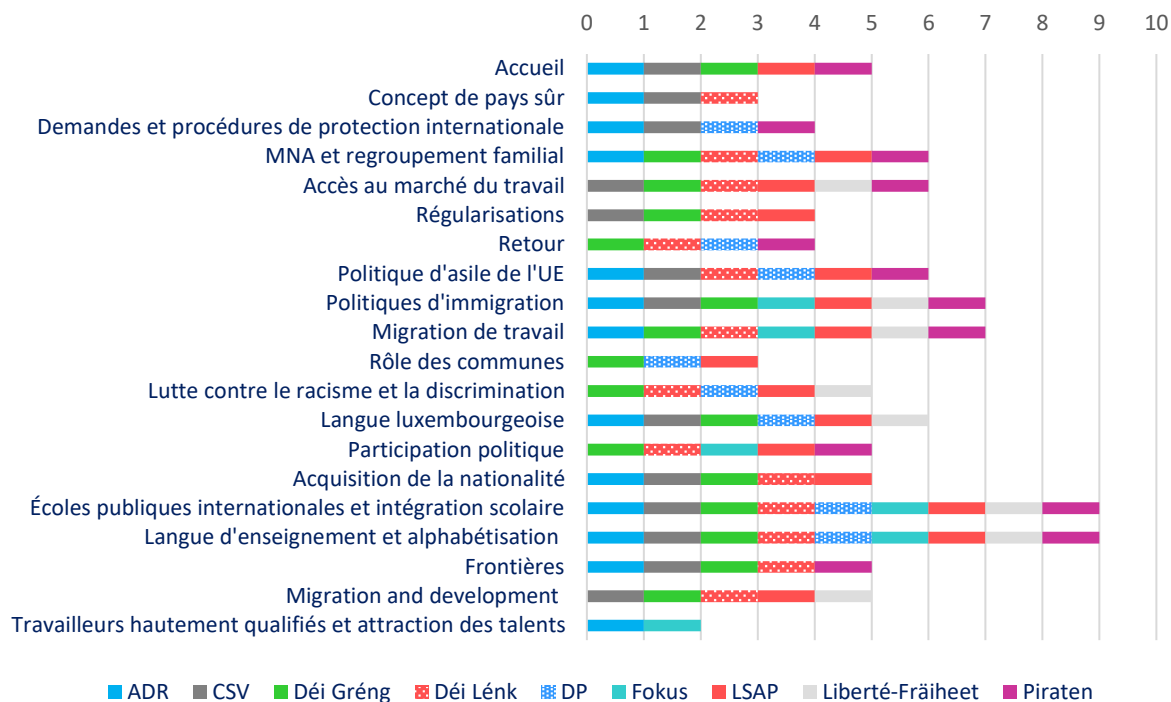 0 1 2 3 4 5 6 7 8 9 10
Accueil
Concept de pays sûr
Demandes et procédures de protection internationale
MNA et regroupement familial
Accès au marché du travail
Régularisations
Retour
Politique d'asile de l'UE
Politiques d'immigration
Migration de travail
Rôle des communes
Lutte contre le racisme et la discrimination
Langue luxembourgeoise
Participation politique
Acquisition de la nationalité
Écoles publiques internationales et intégration scolaire
Langue d'enseignement et alphabétisation
Frontières
Migration and development
Travailleurs hautement qualifiés et attraction des talents
ADR CSV Déi Gréng Déi Lénk DP Fokus LSAP Liberté-Fräiheet Piraten